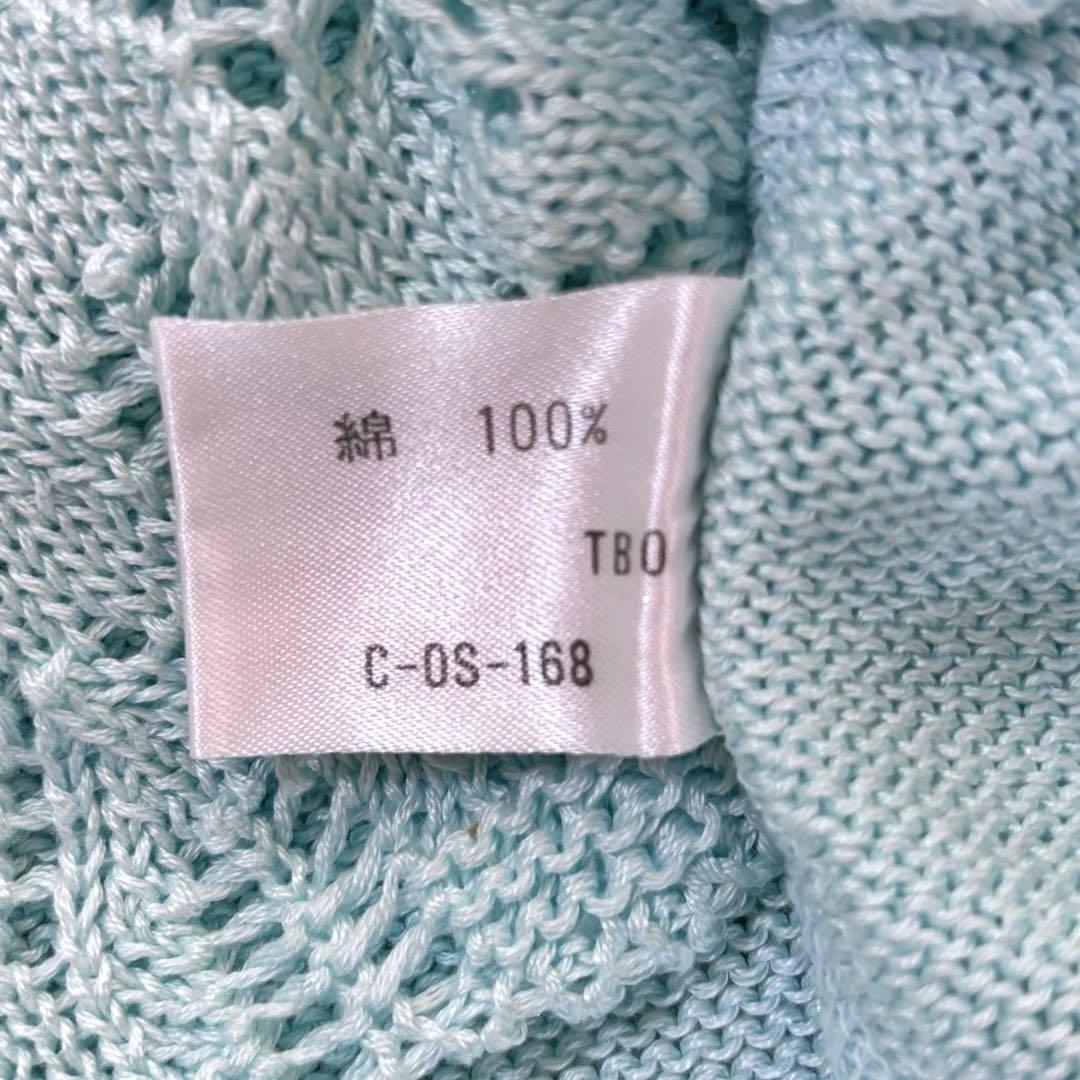 綿 100%
TBO
C-OS-168